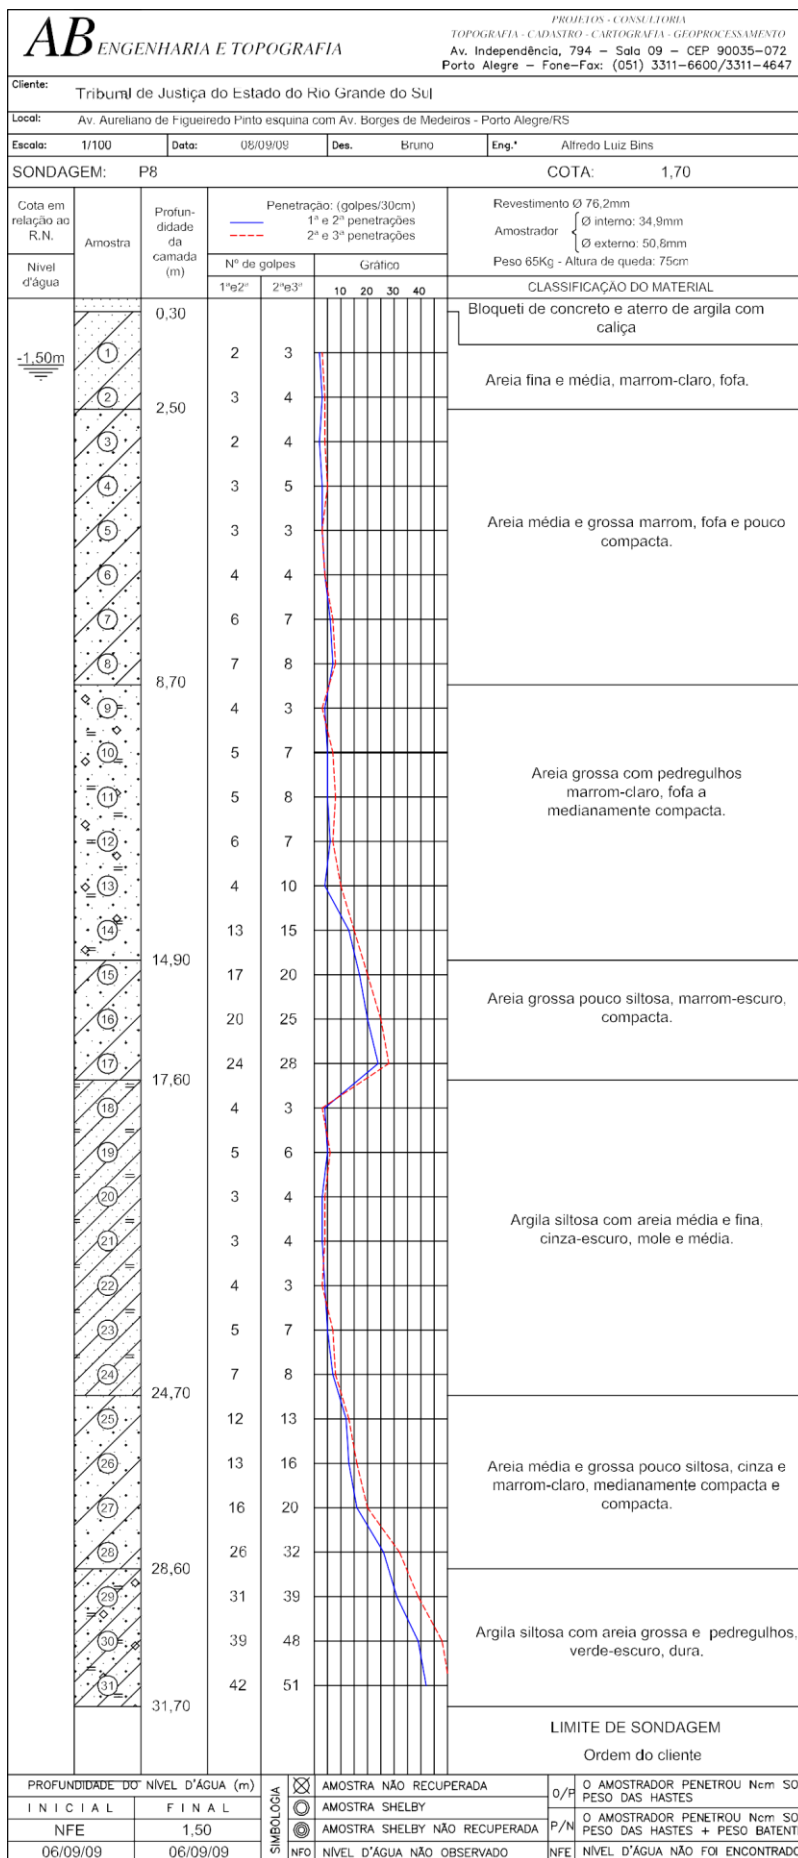 AB ENGENHARIA E TOPOGRAFIA
PROJETOS - CONSULTORIA
TOPOGRAFIA - CADASTRO - CARTOGRAFIA - GEOPROCESSAMENTO
Av. Independência, 794 – Sala 09 – CEP 90035-072
Porto Alegre – Fone-Fax: (051) 3311-6600/3311-4647
Cliente: Tribunal de Justiça do Estado do Rio Grande do Sul
Local: Av. Aureliano de Figueiredo Pinto esquina com Av. Borges de Medeiros - Porto Alegre/RS
Escala: 1/100 Data: 08/09/09 Des. Bruno Eng.º Alfredo Luiz Bins
SONDAGEM: P8 COTA: 1,70
Cota em relação ao R.N.
Nível d'água
Amostra
Profun-
didade
da
camada
(m)
Penetração: (golpes/30cm)
1ª e 2ª penetrações
2ª e 3ª penetrações
Nº de golpes Gráfico
1ªe2ª 2ªe3ª 10 20 30 40
Revestimento Ø 76,2mm
Amostrador
Ø interno: 34,9mm
Ø externo: 50,8mm
Peso 65Kg - Altura de queda: 75cm
CLASSIFICAÇÃO DO MATERIAL
0,30
Bloqueti de concreto e aterro de argila com
caliça
-1,50m
1 2 3
2 3 4
Areia fina e média, marrom-claro, fofa.
2,50
3 2 4
4 3 5
5 3 3
6 4 4
7 6 7
8 7 8
Areia média e grossa marrom, fofa e pouco
compacta.
8,70
9 4 3
10 5 7
11 5 8
12 6 7
13 4 10
14 13 15
Areia grossa com pedregulhos
marrom-claro, fofa a
medianamente compacta.
14,90
15 17 20
16 20 25
17 24 28
Areia grossa pouco siltosa, marrom-escuro,
compacta.
17,60
18 4 3
19 5 6
20 3 4
21 3 4
22 4 3
23 5 7
24 7 8
Argila siltosa com areia média e fina,
cinza-escuro, mole e média.
24,70
25 12 13
26 13 16
27 16 20
28 26 32
Areia média e grossa pouco siltosa, cinza e
marrom-claro, medianamente compacta e
compacta.
28,60
29 31 39
30 39 48
31 42 51
Argila siltosa com areia grossa e pedregulhos,
verde-escuro, dura.
31,70
LIMITE DE SONDAGEM
Ordem do cliente
PROFUNDIDADE DO NÍVEL D'ÁGUA (m)
INICIAL FINAL
NFE 1,50
06/09/09 06/09/09
SIMBOLOGIA
AMOSTRA NÃO RECUPERADA
AMOSTRA SHELBY
AMOSTRA SHELBY NÃO RECUPERADA
NFO NÍVEL D'ÁGUA NÃO OBSERVADO
O/P O AMOSTRADOR PENETROU Ncm SO
PESO DAS HASTES
P/N O AMOSTRADOR PENETROU Ncm SO
PESO DAS HASTES + PESO BATENT
NFE NÍVEL D'ÁGUA NÃO FOI ENCONTRADO